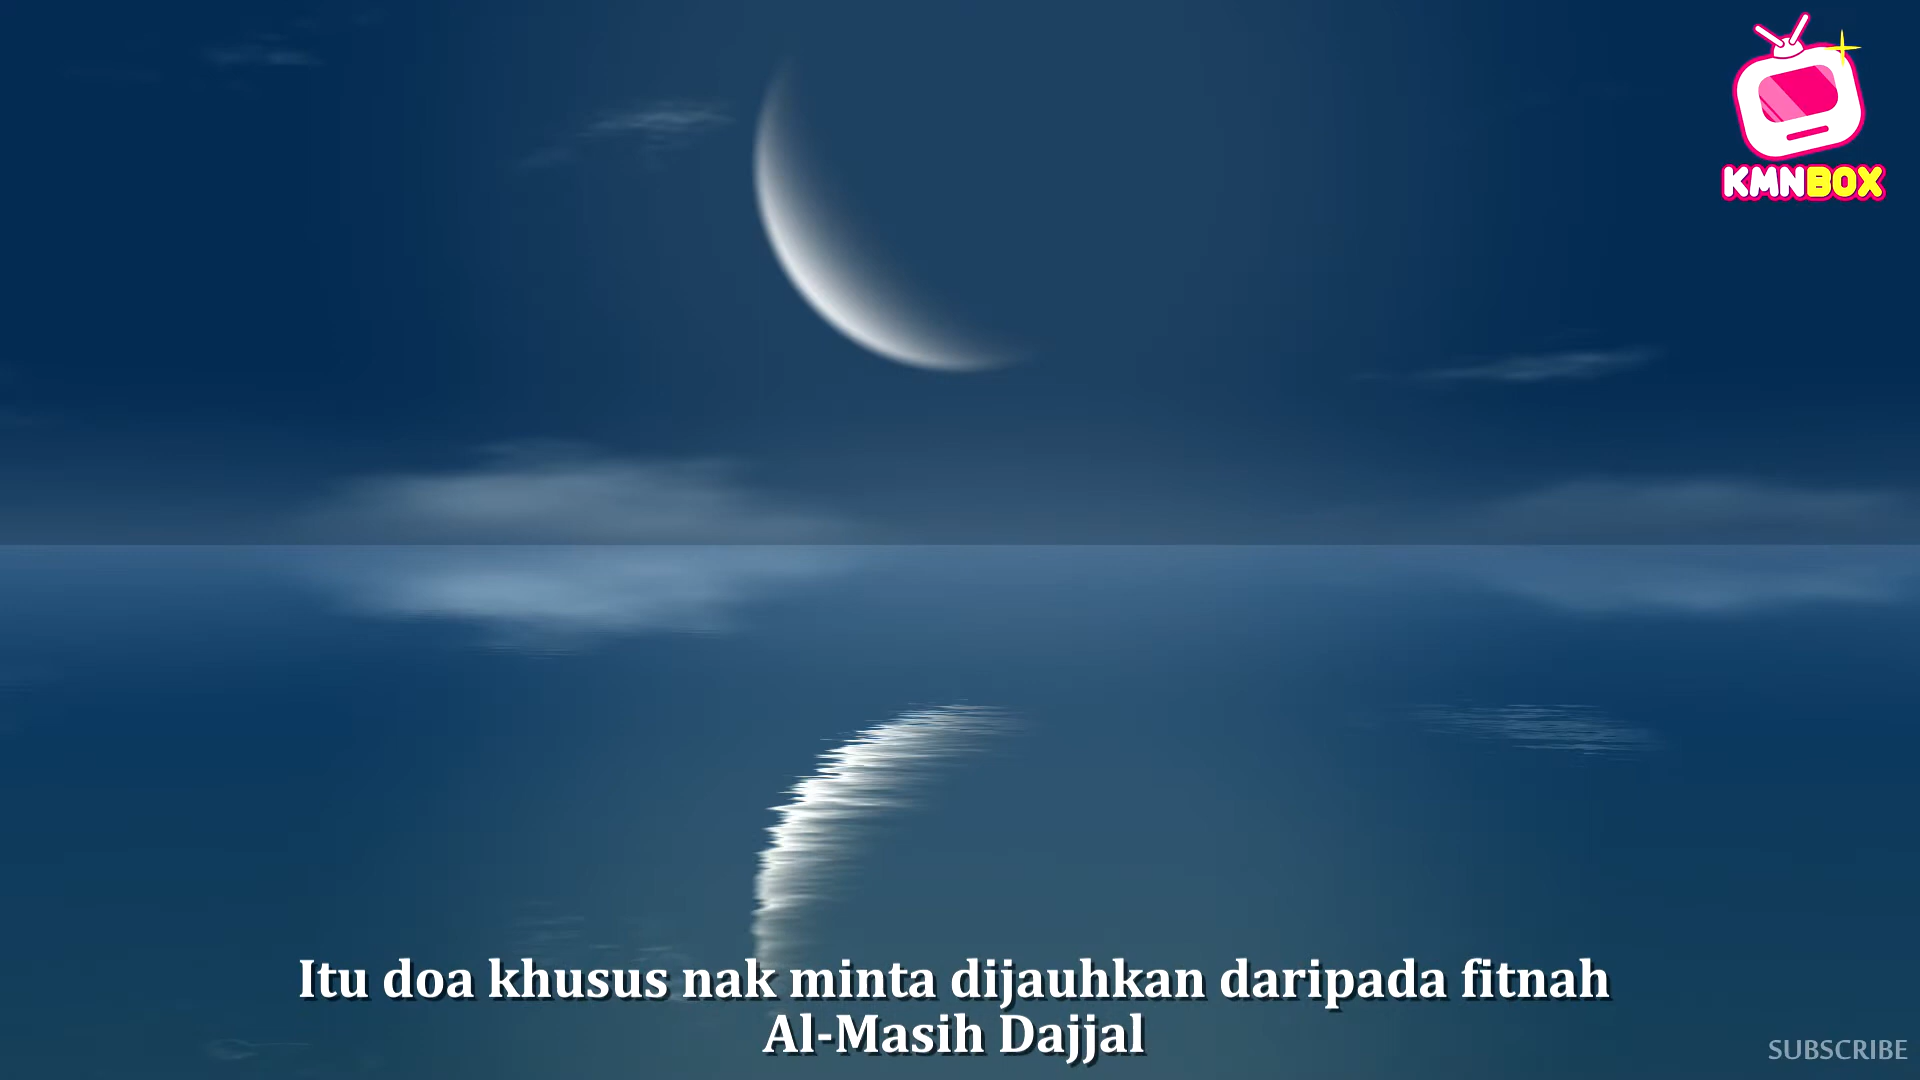 KMNBOX
Itu doa khusus nak minta dijauhkan daripada fitnah
Al-Masih Dajjal
SUBSCRIBE